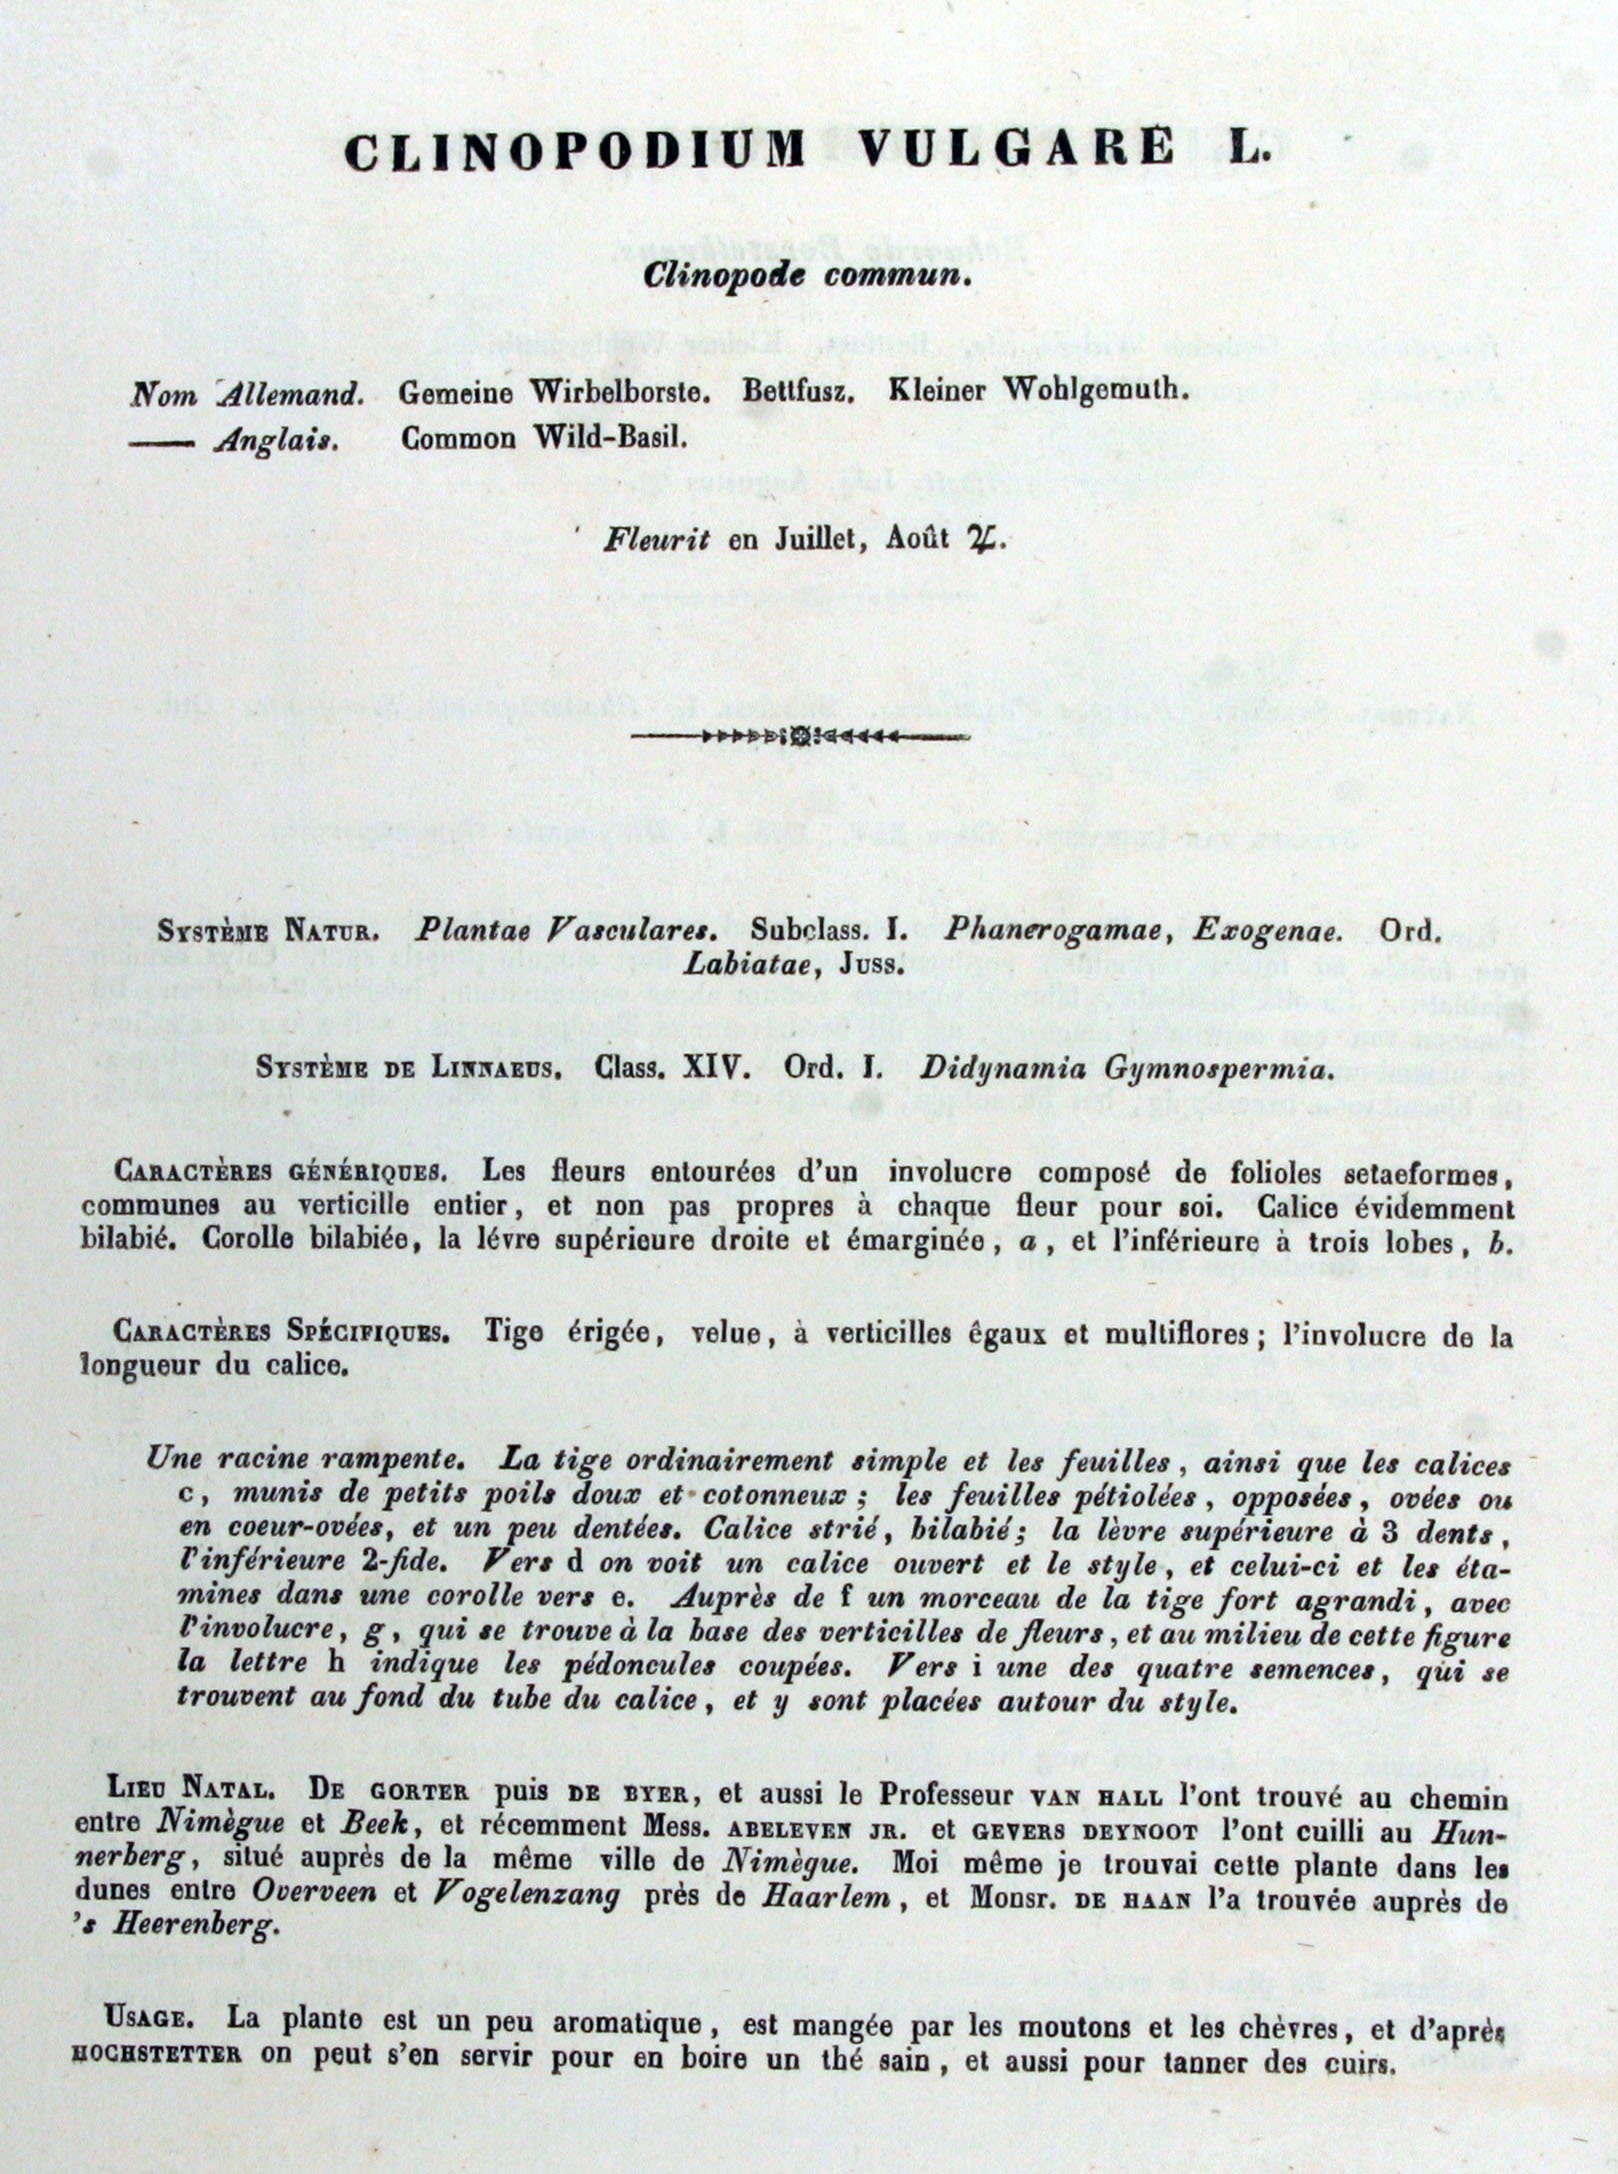 CLINOPODIUM VULGARE L.
Clinopode commun.
Nom Allemand. Gemeine Wirbelborste. Bettfusz. Kleiner Wohlgemuth.
—— Anglais. Common Wild-Basil.
Fleurit en Juillet, Août ♃.
SYSTÈME NATUR. Plantae Vasculares. Subclass. I. Phanerogamae, Exogenae. Ord.
Labiatae, Juss.
SYSTÈME DE LINNAEUS. Class. XIV. Ord. I. Didynamia Gymnospermia.
CARACTÈRES GÉNÉRIQUES. Les fleurs entourées d'un involucre composé de folioles setaeformes,
communes au verticille entier, et non pas propres à chaque fleur pour soi. Calice évidemment
bilabié. Corolle bilabiée, la lévre supérieure droite et émarginée, a, et l'inférieure à trois lobes, b.
CARACTÈRES SPÉCIFIQUES. Tige érigée, velue, à verticilles êgaux et multiflores; l'involucre de la
longueur du calice.
Une racine rampente. La tige ordinairement simple et les feuilles, ainsi que les calices
c, munis de petits poils doux et cotonneux; les feuilles pétiolées, opposées, ovées ou
en coeur-ovées, et un peu dentées. Calice strié, bilabié; la lèvre supérieure à 3 dents,
l'inférieure 2-fide. Vers d on voit un calice ouvert et le style, et celui-ci et les éta-
mines dans une corolle vers e. Auprès de f un morceau de la tige fort agrandi, avec
l'involucre, g, qui se trouve à la base des verticilles de fleurs, et au milieu de cette figure
la lettre h indique les pédoncules coupées. Vers i une des quatre semences, qui se
trouvent au fond du tube du calice, et y sont placées autour du style.
LIEU NATAL. DE GORTER puis DE BYER, et aussi le Professeur VAN HALL l'ont trouvé au chemin
entre Nimègue et Beek, et récemment Mess. ABELEVEN JR. et GEVERS DEYNOOT l'ont cuilli au Hun-
nerberg, situé auprès de la même ville de Nimègue. Moi même je trouvai cette plante dans les
dunes entre Overveen et Vogelenzang près de Haarlem, et Monsr. DE HAAN l'a trouvée auprès de
's Heerenberg.
USAGE. La plante est un peu aromatique, est mangée par les moutons et les chèvres, et d'après
HOCHSTETTER on peut s'en servir pour en boire un thé sain, et aussi pour tanner des cuirs.